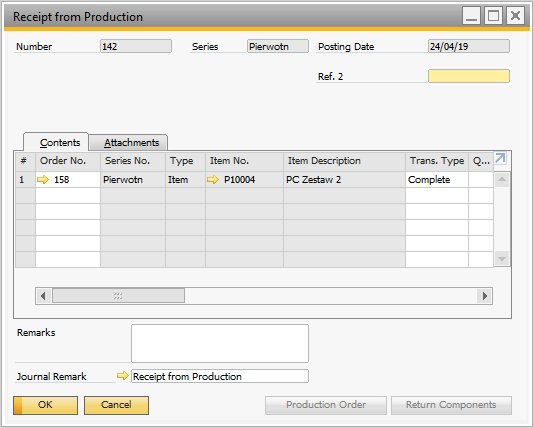 Receipt from Production
Number 142 Series Pierwotn Posting Date 24/04/19
Ref. 2
Contents Attachments
# Order No. Series No. Type Item No. Item Description Trans. Type Q...
1 158 Pierwotn Item P10004 PC Zestaw 2 Complete
Remarks
Journal Remark Receipt from Production
OK Cancel Production Order Return Components